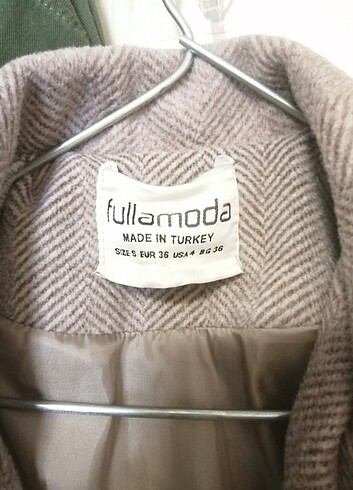 fullamoda
MADE IN TURKEY
SIZE S EUR 36 USA 4 BG 36